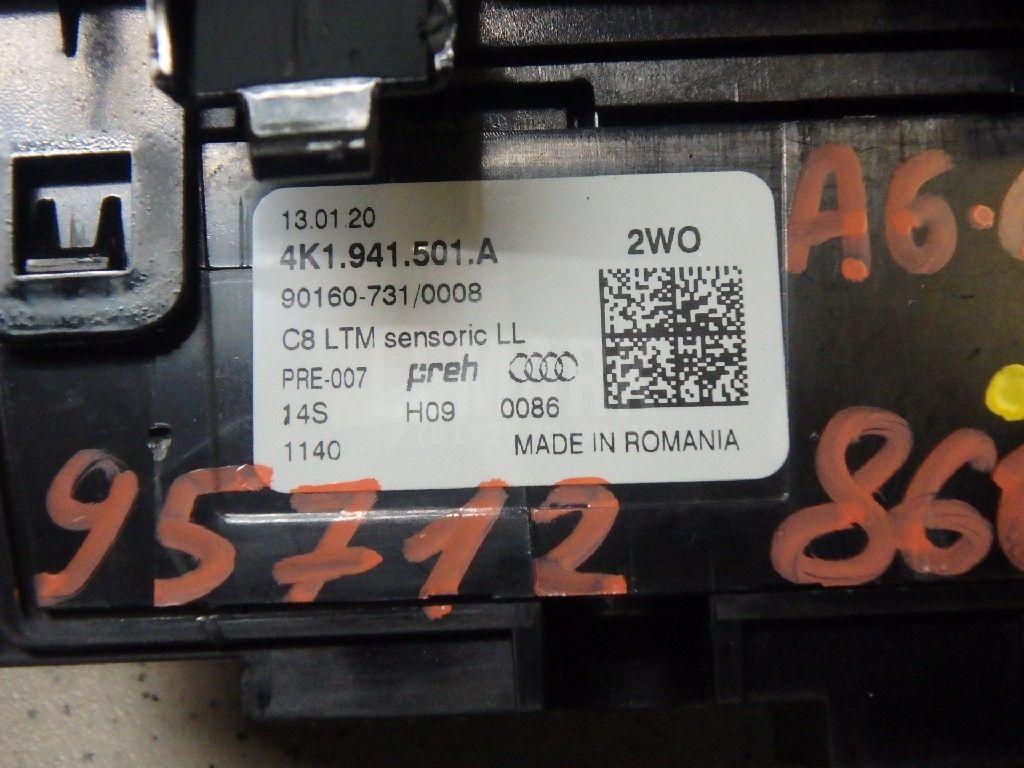 13.01.20
4K1.941.501.A
2WO
90160-731/0008
C8 LTM sensoric LL
PRE-007 preh
14S H09 0086
1140 MADE IN ROMANIA
A.6.
95712
86